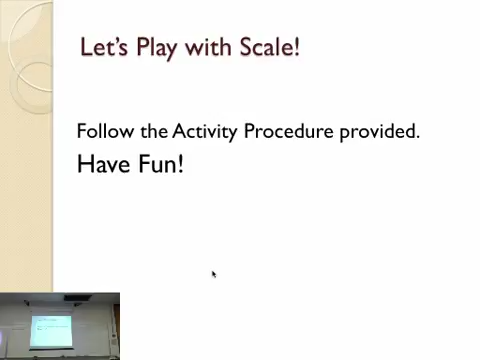 Let's Play with Scale!
Follow the Activity Procedure provided.
Have Fun!